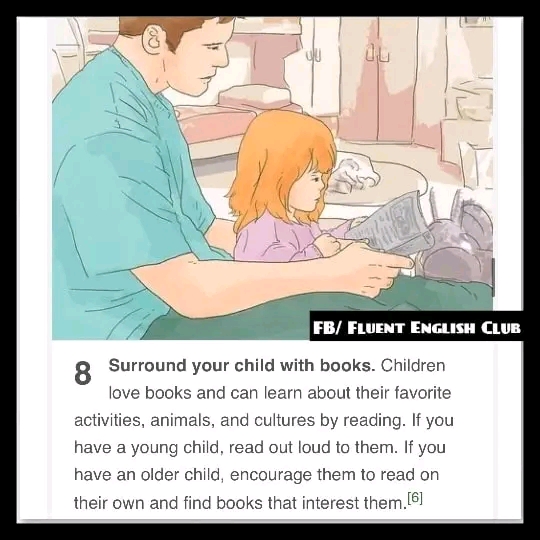 FB/ Fluent English Club
8 Surround your child with books. Children
love books and can learn about their favorite
activities, animals, and cultures by reading. If you
have a young child, read out loud to them. If you
have an older child, encourage them to read on
their own and find books that interest them.[6]